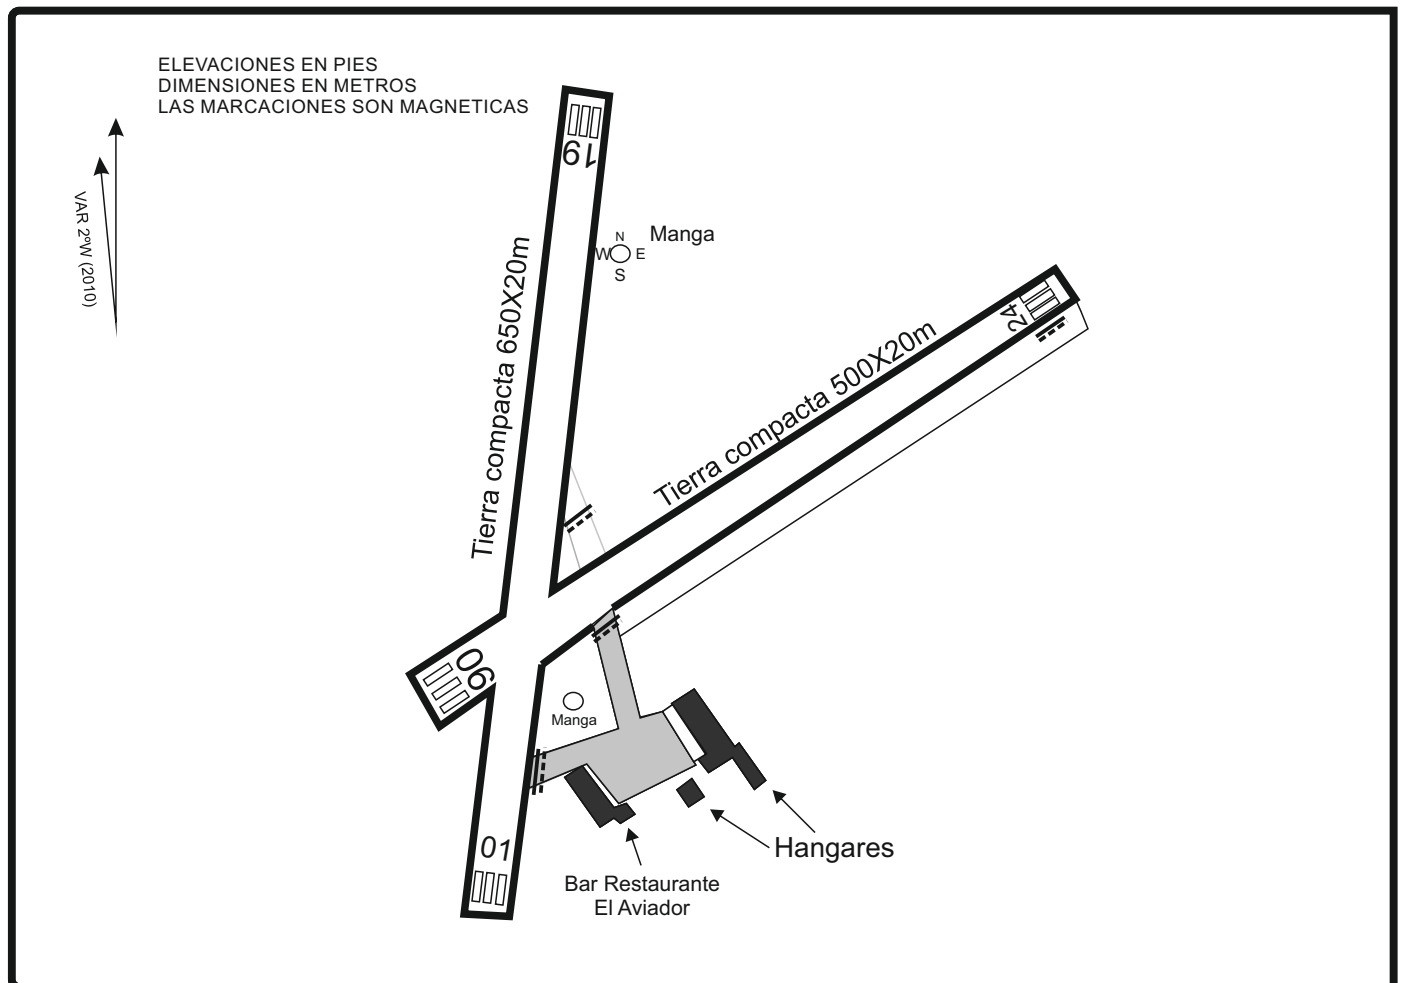 ELEVACIONES EN PIES
DIMENSIONES EN METROS
LAS MARCACIONES SON MAGNETICAS
VAR 2ºW (2010)
19
N
W
E
S
Manga
Tierra compacta 650X20m
24
Tierra compacta 500X20m
06
Manga
01
Hangares
Bar Restaurante
El Aviador